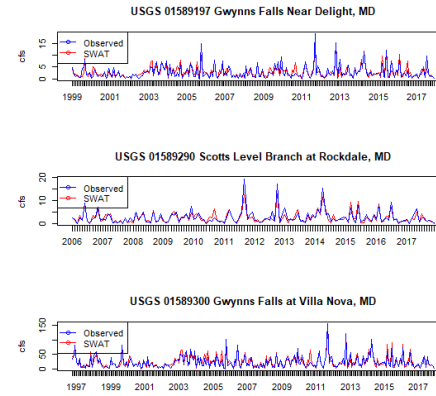 USGS 01589197 Gwynns Falls Near Delight, MD
cfs
0 5 15
Observed
SWAT
1999 2001 2003 2005 2007 2009 2011 2013 2015 2017
USGS 01589290 Scotts Level Branch at Rockdale, MD
cfs
0 10 20
Observed
SWAT
2006 2007 2008 2009 2010 2011 2012 2013 2014 2015 2016 2017
USGS 01589300 Gwynns Falls at Villa Nova, MD
cfs
0 50 150
Observed
SWAT
1997 1999 2001 2003 2005 2007 2009 2011 2013 2015 2017